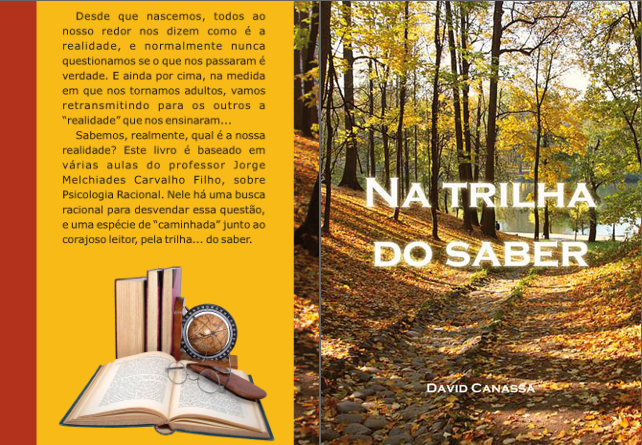 Desde que nascemos, todos ao
nosso redor nos dizem como é a
realidade, e normalmente nunca
questionamos se o que nos passaram é
verdade. E ainda por cima, na medida
em que nos tornamos adultos, vamos
retransmitindo para os outros a
“realidade” que nos ensinaram...
Sabemos, realmente, qual é a nossa
realidade? Este livro é baseado em
várias aulas do professor Jorge
Melchiades Carvalho Filho, sobre
Psicologia Racional. Nele há uma busca
racional para desvendar essa questão,
e uma espécie de “caminhada” junto ao
corajoso leitor, pela trilha... do saber.
NA TRILHA
DO SABER
DAVID CANASSA